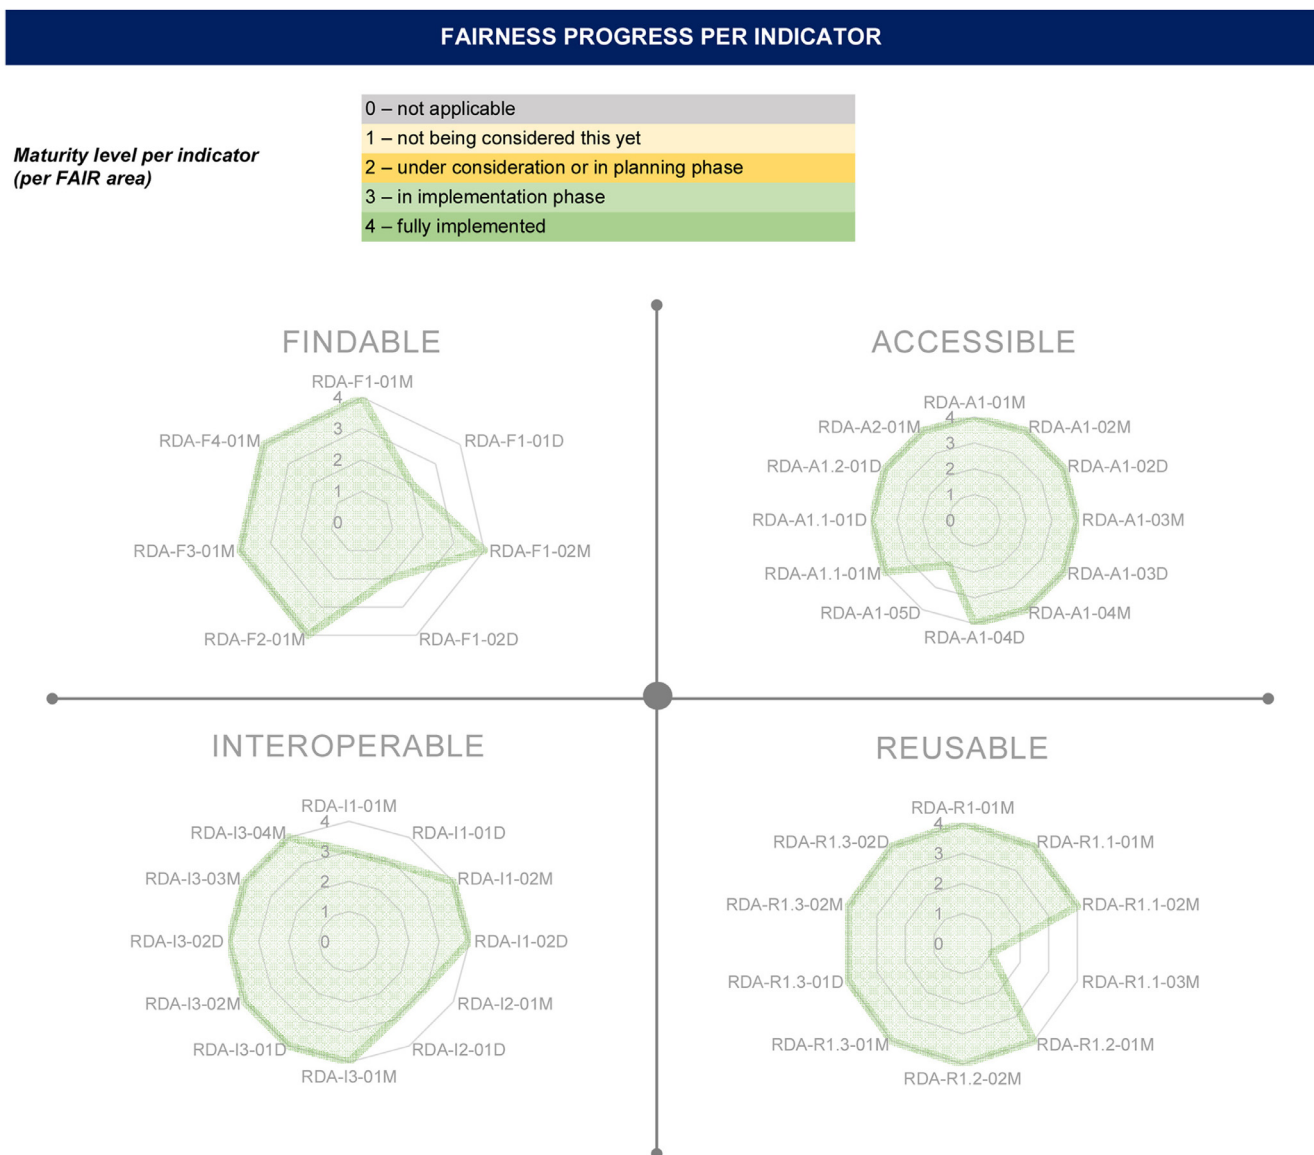 FAIRNESS PROGRESS PER INDICATOR
Maturity level per indicator
(per FAIR area)
0 – not applicable
1 – not being considered this yet
2 – under consideration or in planning phase
3 – in implementation phase
4 – fully implemented
FINDABLE
RDA-F1-01M
RDA-F1-01D
RDA-F1-02M
RDA-F1-02D
RDA-F2-01M
RDA-F3-01M
RDA-F4-01M
4
3
2
1
0
ACCESSIBLE
RDA-A1-01M
RDA-A1-02M
RDA-A1-02D
RDA-A1-03M
RDA-A1-03D
RDA-A1-04M
RDA-A1-04D
RDA-A1-05D
RDA-A1.1-01M
RDA-A1.1-01D
RDA-A1.2-01D
RDA-A2-01M
4
3
2
1
0
INTEROPERABLE
RDA-I1-01M
RDA-I1-01D
RDA-I1-02M
RDA-I1-02D
RDA-I2-01M
RDA-I2-01D
RDA-I3-01M
RDA-I3-01D
RDA-I3-02M
RDA-I3-02D
RDA-I3-03M
RDA-I3-04M
4
3
2
1
0
REUSABLE
RDA-R1-01M
RDA-R1.1-01M
RDA-R1.1-02M
RDA-R1.1-03M
RDA-R1.2-01M
RDA-R1.2-02M
RDA-R1.3-01M
RDA-R1.3-01D
RDA-R1.3-02M
RDA-R1.3-02D
4
3
2
1
0